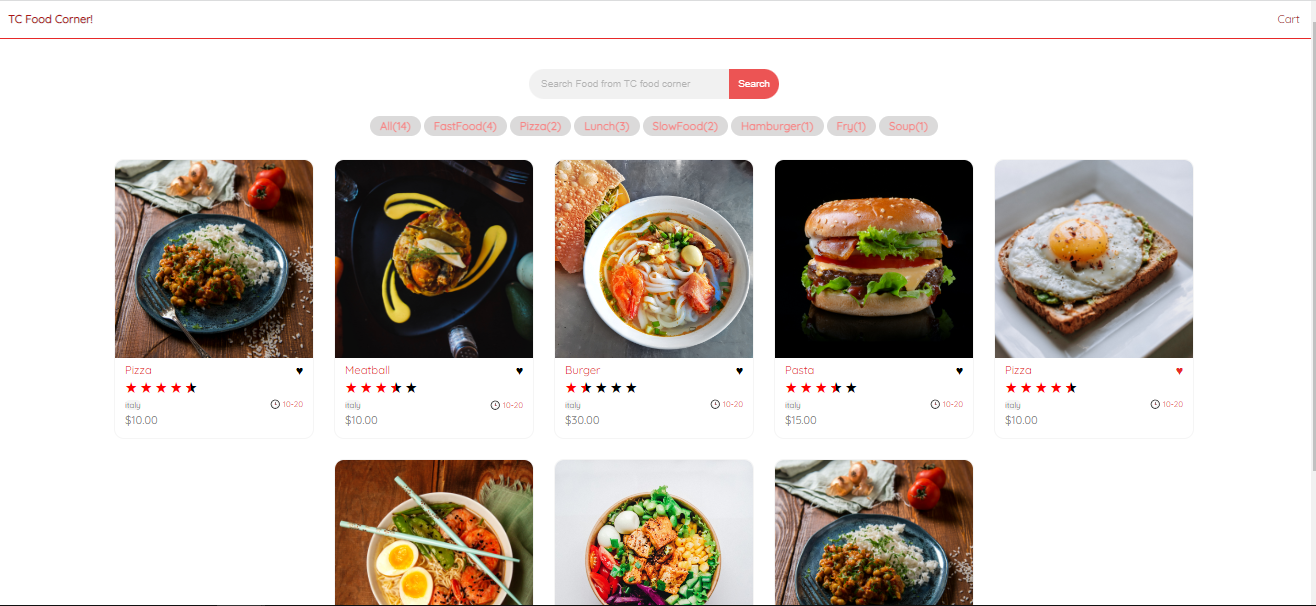 TC Food Corner! Cart
Search Food from TC food corner Search
All(14) FastFood(4) Pizza(2) Lunch(3) SlowFood(2) Hamburger(1) Fry(1) Soup(1)
Pizza
italy 10-20
$10.00
Meatball
italy 10-20
$10.00
Burger
italy 10-20
$30.00
Pasta
italy 10-20
$15.00
Pizza
italy 10-20
$10.00